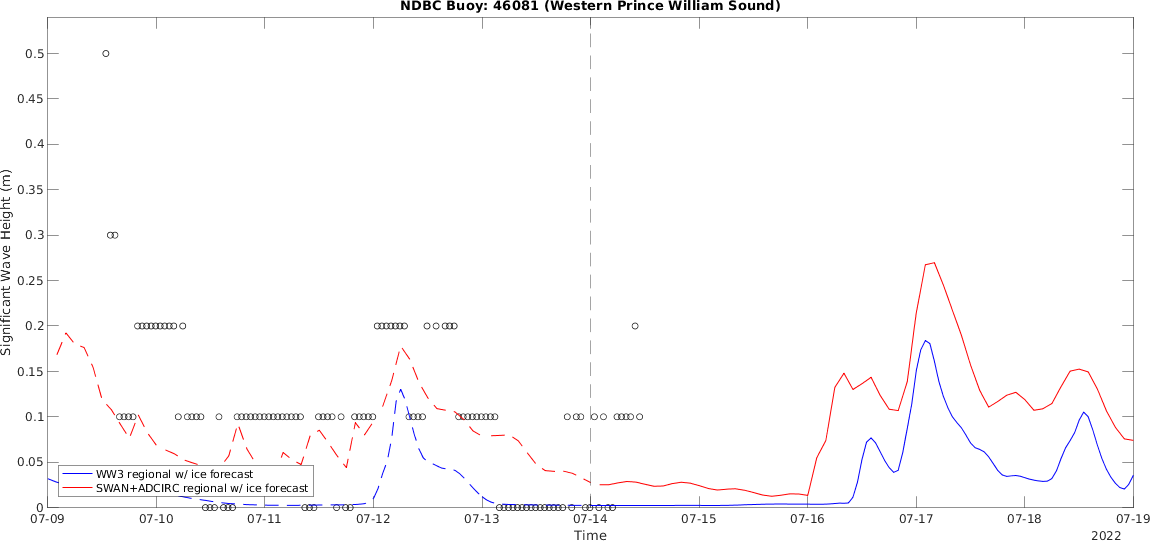 NDBC Buoy: 46081 (Western Prince William Sound)
Significant Wave Height (m)
0.5
0.45
0.4
0.35
0.3
0.25
0.2
0.15
0.1
0.05
0
WW3 regional w/ ice forecast
SWAN+ADCIRC regional w/ ice forecast
07-09 07-10 07-11 07-12 07-13 07-14 07-15 07-16 07-17 07-18 07-19
Time
2022